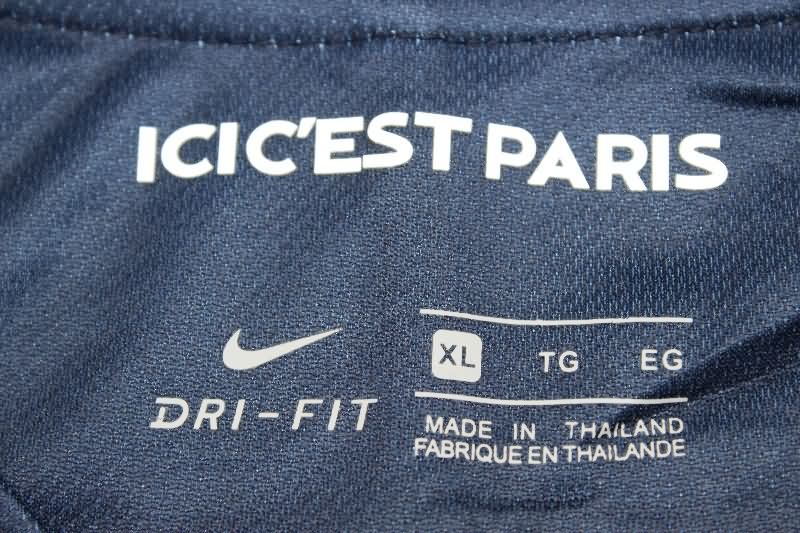 ICI C'EST PARIS
XL TG EG
DRI-FIT
MADE IN THAILAND
FABRIQUE EN THAILANDE